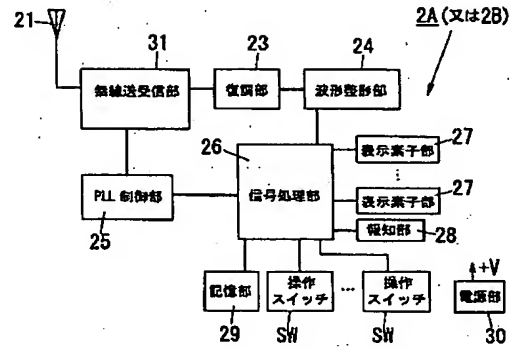 21
31
23
24
2A(又は2B)
無線送受信部
復調部
波形整形部
26
27
表示素子部
PLL 制御部
信号処理部
27
表示素子部
25
報知部
28
+V
記憶部
操作
スイッチ
…
操作
スイッチ
電源部
29
SW
SW
30